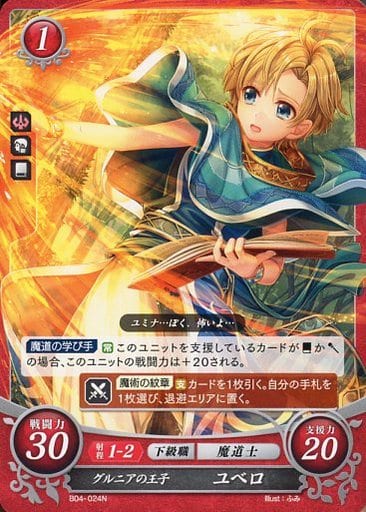 1
ユミナ…ぼく、怖いよ…
魔道の学び手 常 このユニットを支援しているカードが か
の場合、このユニットの戦闘力は+20される。
魔術の紋章 支 カードを1枚引く。自分の手札を
1枚選び、退避エリアに置く。
戦闘力
30
射程 1-2 下級職 魔道士
支援力
20
グルニアの王子 ユベロ
B04-024N
Illust:ふみ